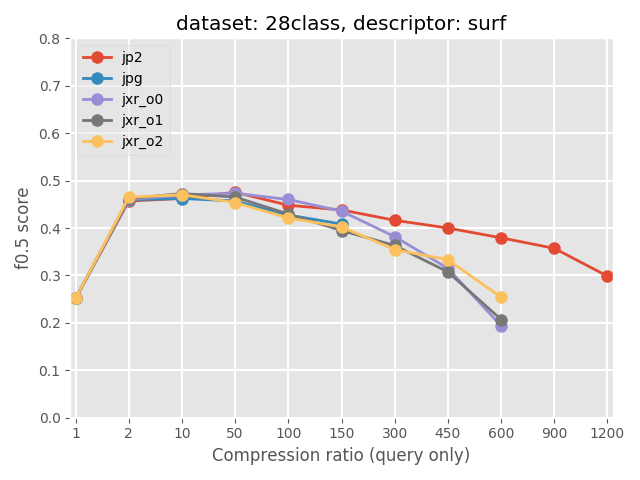 dataset: 28class, descriptor: surf
jp2
jpg
jxr_o0
jxr_o1
jxr_o2
0.8
0.7
0.6
0.5
0.4
0.3
0.2
0.1
0.0
f0.5 score
1 2 10 50 100 150 300 450 600 900 1200
Compression ratio (query only)